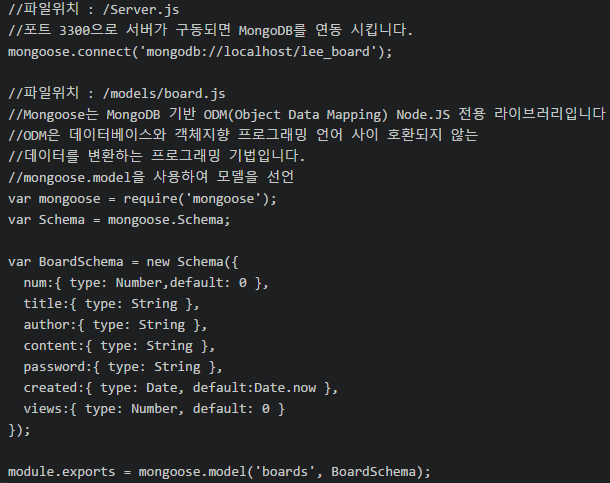 //파일위치 : /Server.js
//포트 3300으로 서버가 구동되면 MongoDB를 연동 시킵니다.
mongoose.connect('mongodb://localhost/lee_board');

//파일위치 : /models/board.js
//Mongoose는 MongoDB 기반 ODM(Object Data Mapping) Node.JS 전용 라이브러리입니다
//ODM은 데이터베이스와 객체지향 프로그래밍 언어 사이 호환되지 않는
//데이터를 변환하는 프로그래밍 기법입니다.
//mongoose.model을 사용하여 모델을 선언
var mongoose = require('mongoose');
var Schema = mongoose.Schema;

var BoardSchema = new Schema({
  num:{ type: Number,default: 0 },
  title:{ type: String },
  author:{ type: String },
  content:{ type: String },
  password:{ type: String },
  created:{ type: Date, default:Date.now },
  views:{ type: Number, default: 0 }
});

module.exports = mongoose.model('boards', BoardSchema);